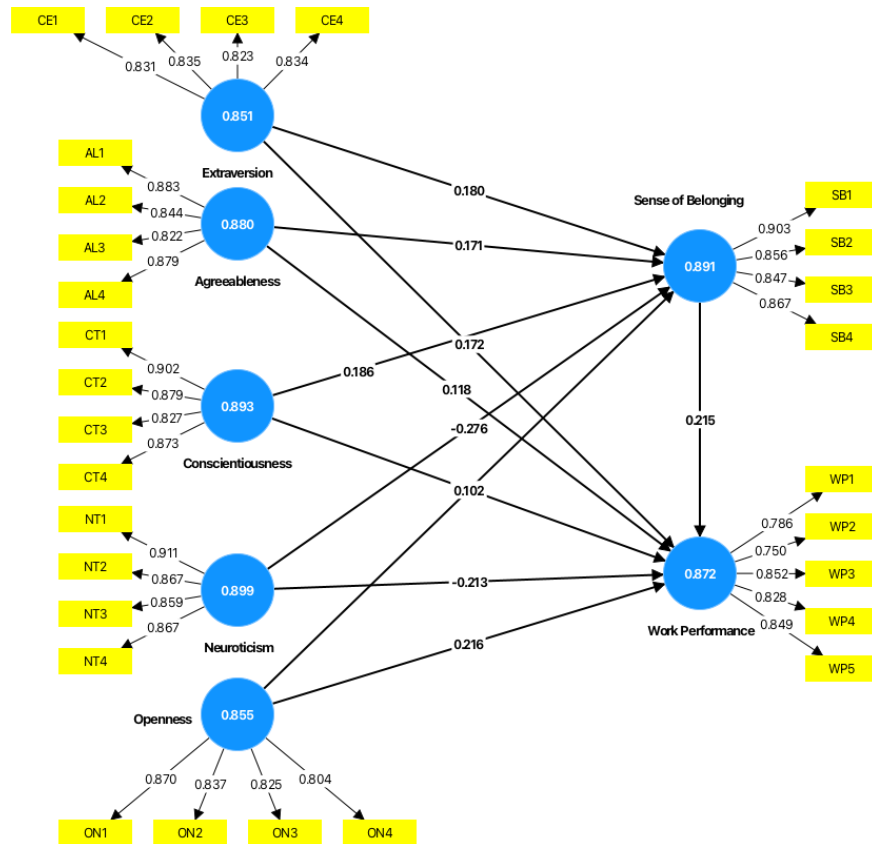 CE1
CE2
CE3
CE4
0.831
0.835
0.823
0.834
0.851
Extraversion
AL1
AL2
AL3
AL4
0.883
0.844
0.822
0.879
0.880
Agreeableness
CT1
CT2
CT3
CT4
0.902
0.879
0.827
0.873
0.893
Conscientiousness
NT1
NT2
NT3
NT4
0.911
0.867
0.859
0.867
0.899
Neuroticism
Openness
0.855
0.870
0.837
0.825
0.804
ON1
ON2
ON3
ON4
0.180
0.171
0.172
0.186
0.118
-0.276
0.102
-0.213
0.216
0.215
Sense of Belonging
0.891
0.903
0.856
0.847
0.867
SB1
SB2
SB3
SB4
0.872
Work Performance
0.786
0.750
0.852
0.828
0.849
WP1
WP2
WP3
WP4
WP5